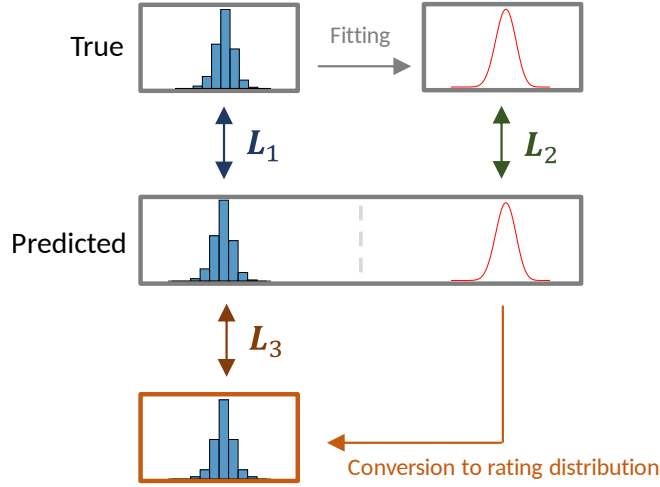 True
Fitting
L1
L2
Predicted
L3
Conversion to rating distribution